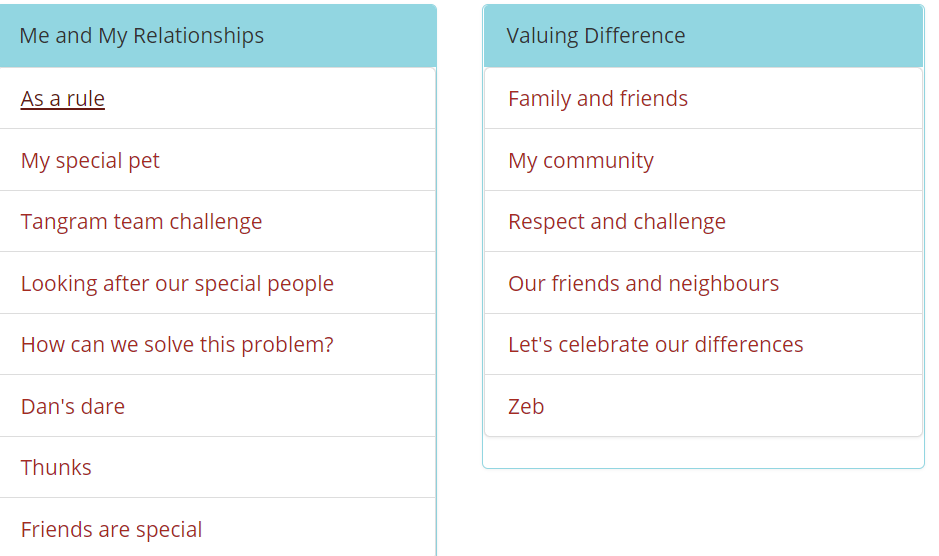 Me and My Relationships
As a rule
My special pet
Tangram team challenge
Looking after our special people
How can we solve this problem?
Dan's dare
Thunks
Friends are special
Valuing Difference
Family and friends
My community
Respect and challenge
Our friends and neighbours
Let's celebrate our differences
Zeb